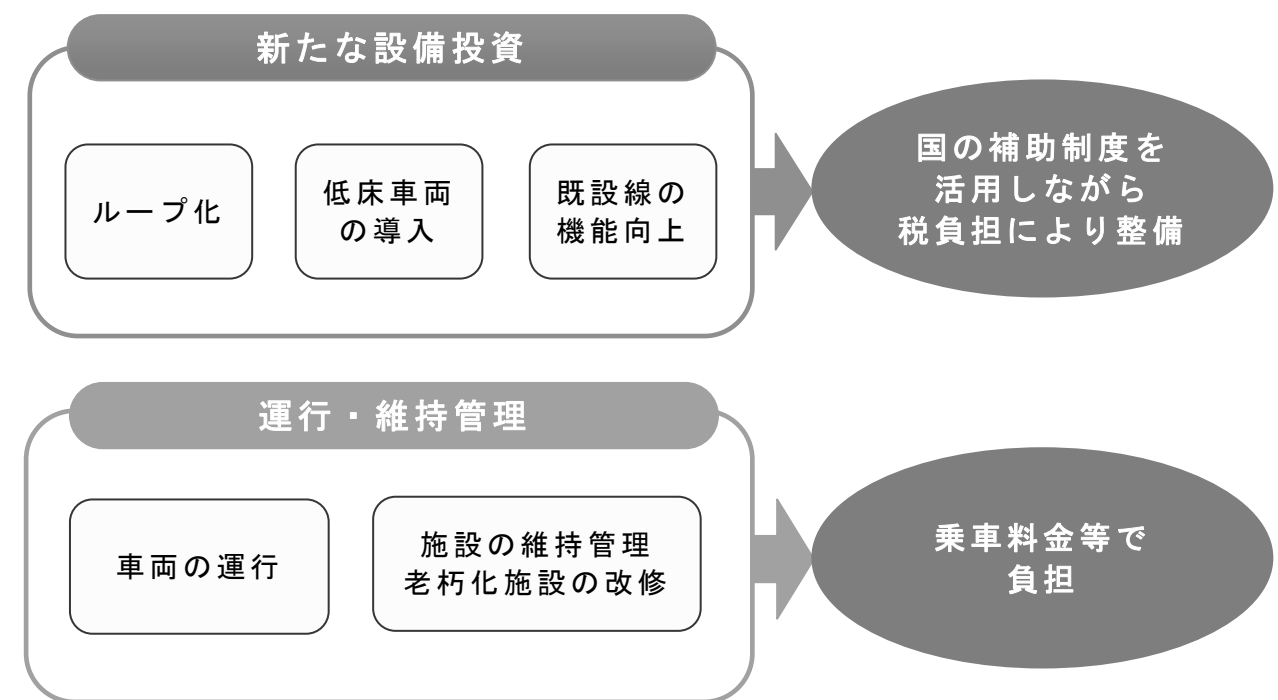 新たな設備投資
ループ化
低床車両
の導入
既設線の
機能向上
国の補助制度を
活用しながら
税負担により整備
運行・維持管理
車両の運行
施設の維持管理
老朽化施設の改修
乗車料金等で
負担